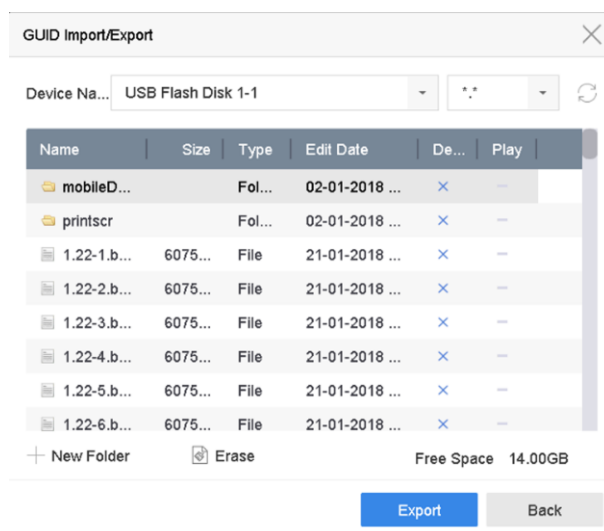 GUID Import/Export
Device Na... USB Flash Disk 1-1 *.*
Name Size Type Edit Date De... Play
mobileD... Fol... 02-01-2018 ...
printscr Fol... 02-01-2018 ...
1.22-1.b... 6075... File 21-01-2018 ...
1.22-2.b... 6075... File 21-01-2018 ...
1.22-3.b... 6075... File 21-01-2018 ...
1.22-4.b... 6075... File 21-01-2018 ...
1.22-5.b... 6075... File 21-01-2018 ...
1.22-6.b... 6075... File 21-01-2018 ...
New Folder Erase Free Space 14.00GB
Export Back